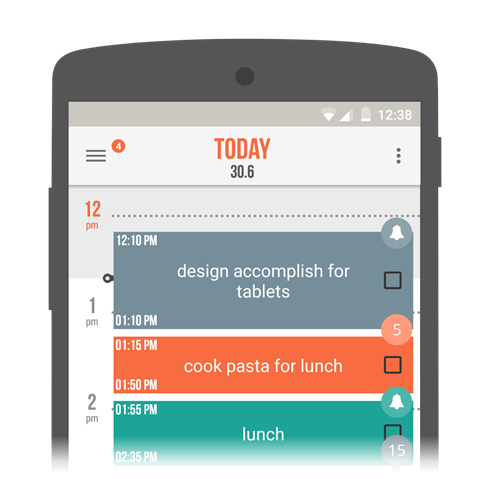 12:38
4
TODAY
30.6
12
pm
12:10 PM
design accomplish for
tablets
01:10 PM
1
pm
5
01:15 PM
cook pasta for lunch
01:50 PM
2
pm
01:55 PM
lunch
02:35 PM
15